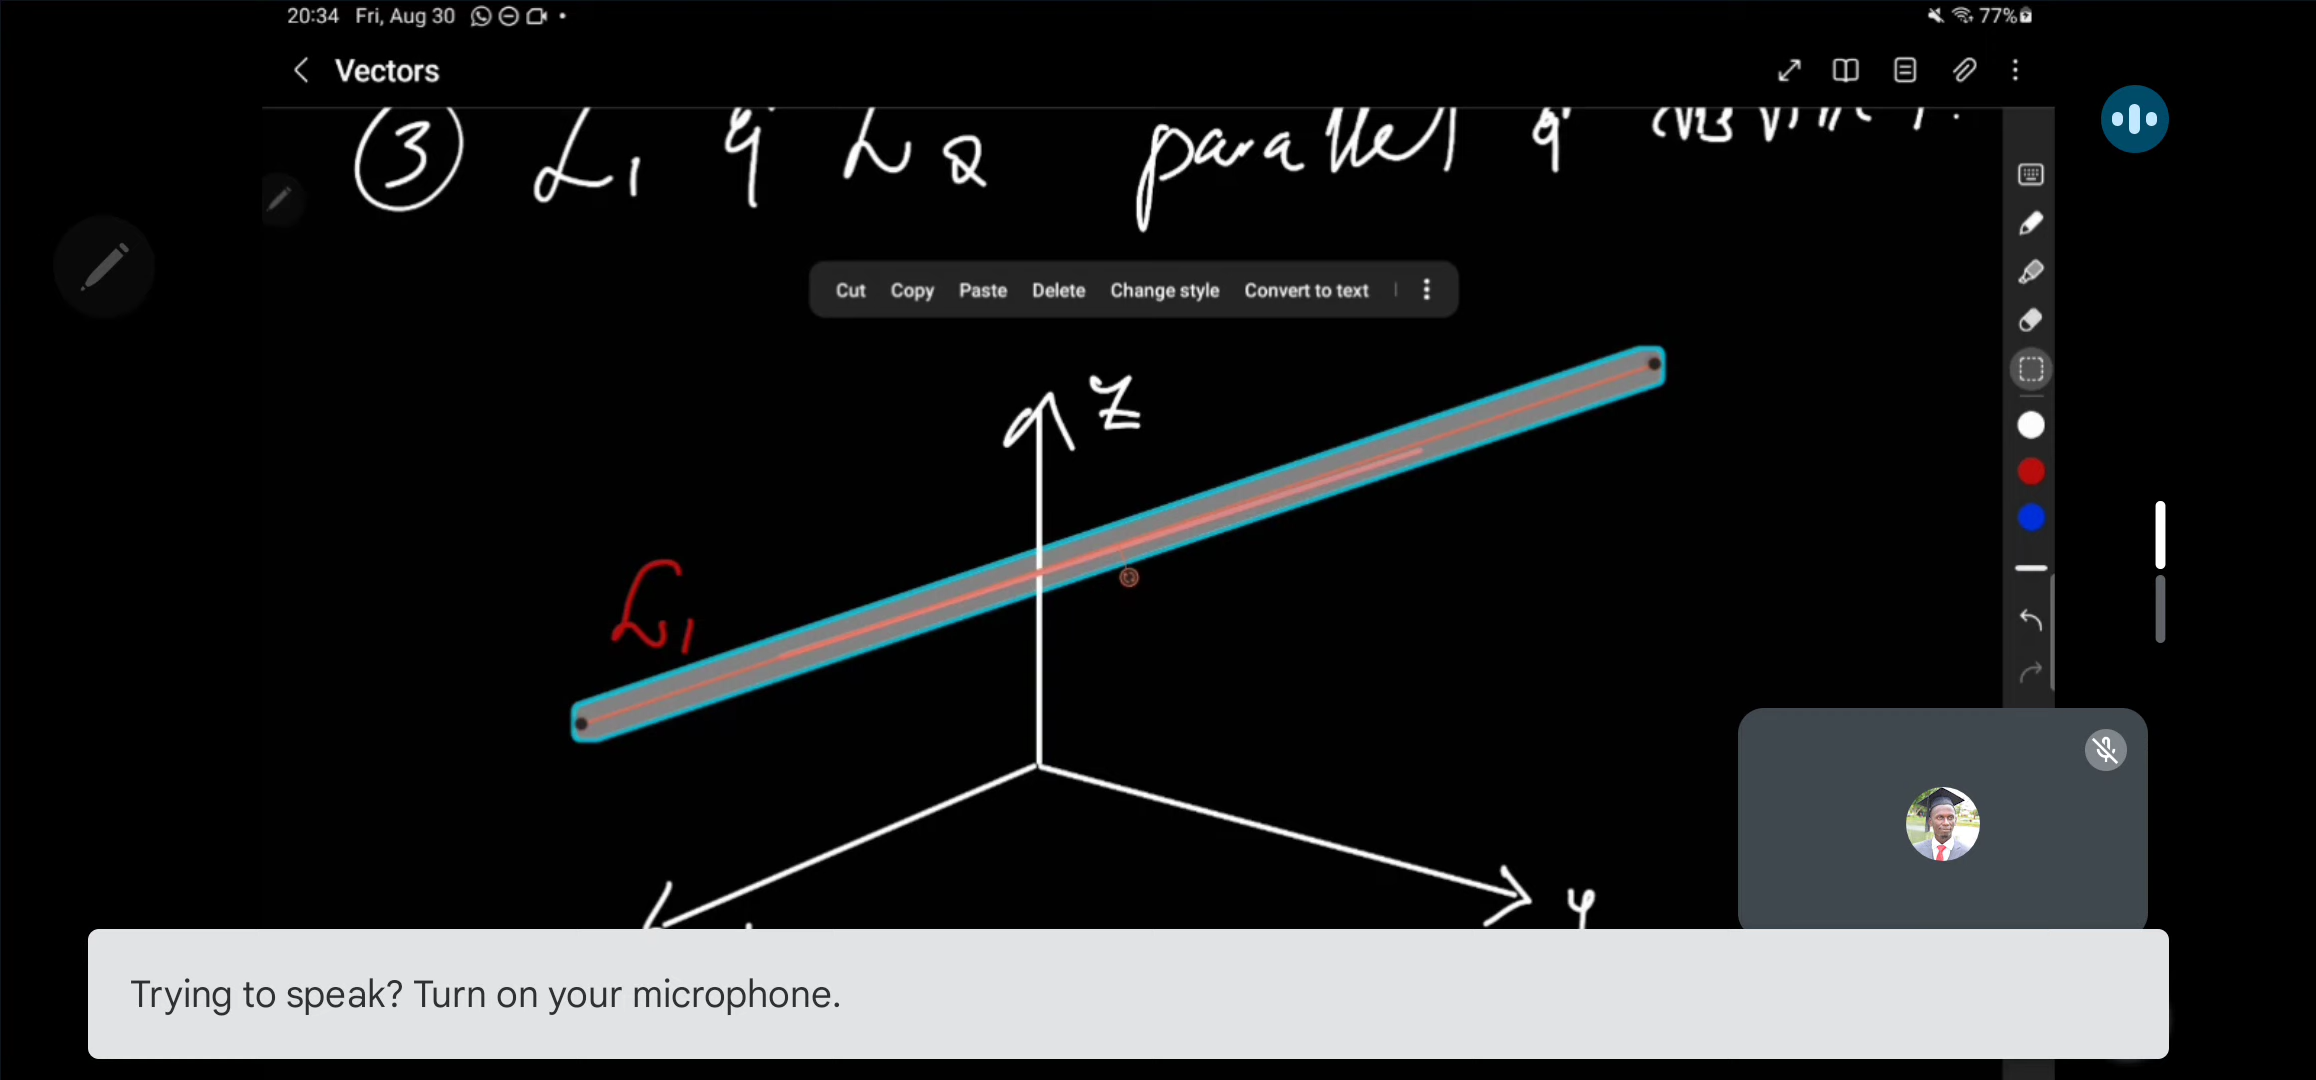 20:34 Fri, Aug 30
77%
Vectors
③ L1 & L2 parallel &
Cut Copy Paste Delete Change style Convert to text
z
L1
y
Trying to speak? Turn on your microphone.